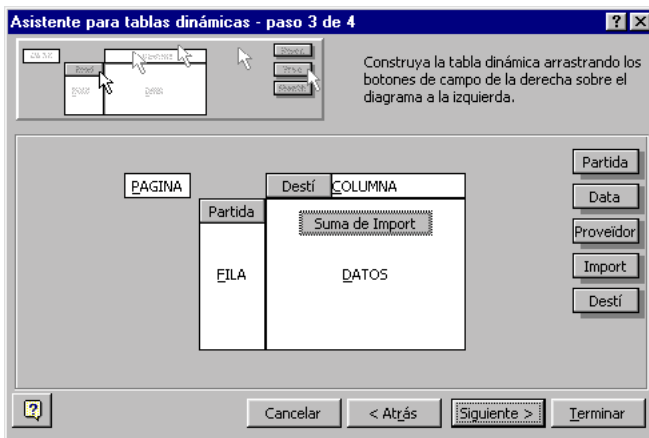 Asistente para tablas dinámicas - paso 3 de 4
Construya la tabla dinámica arrastrando los
botones de campo de la derecha sobre el
diagrama a la izquierda.
PAGINA
Destí
COLUMNA
Partida
Suma de Import
FILA
DATOS
Partida
Data
Proveïdor
Import
Destí
Cancelar
< Atrás
Siguiente >
Terminar